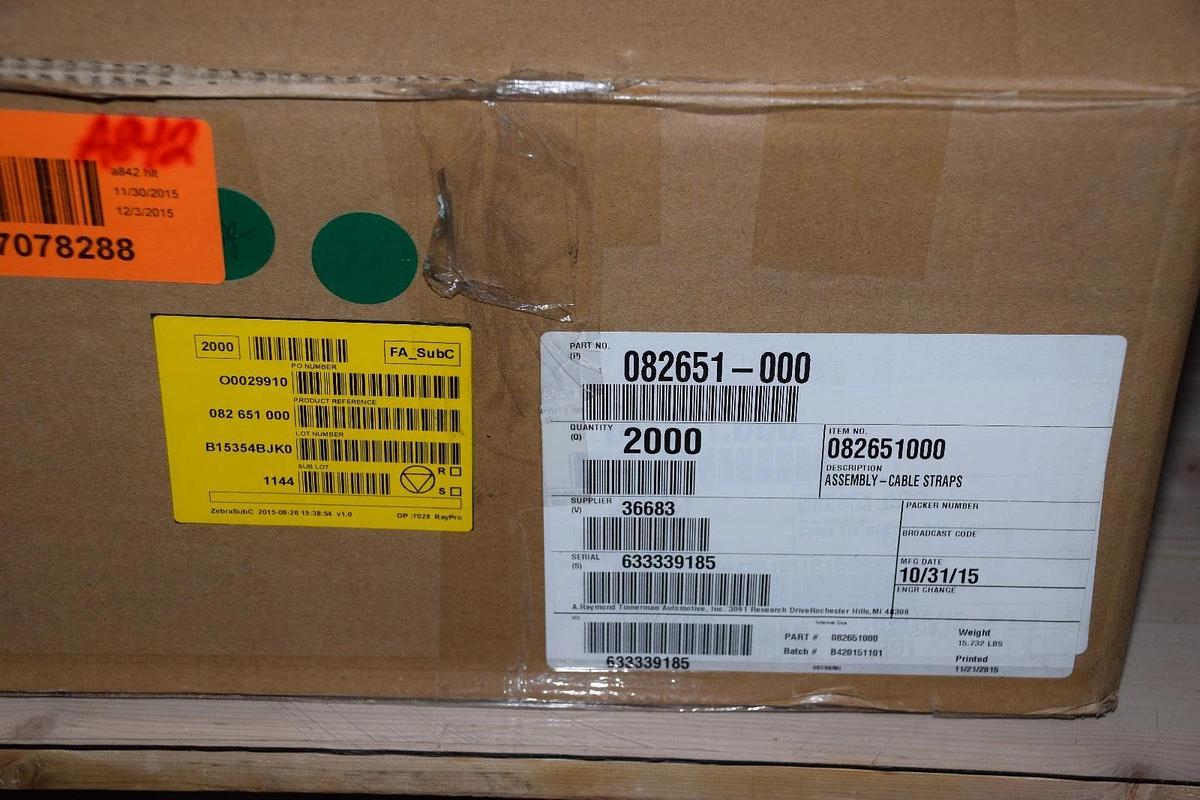 A842
a842 hlt
11/30/2015
12/3/2015
7078288
2000
FA_SubC
PO NUMBER
O0029910
PRODUCT REFERENCE
082 651 000
LOT NUMBER
B15354BJK0
SUB LOT
1144
R
S
ZebraSubC 2015-08-26 15:38:54 v1.0
OP :7028 RayPro
PART NO.
(P)
082651-000
QUANTITY
(Q)
2000
ITEM NO.
082651000
DESCRIPTION
ASSEMBLY-CABLE STRAPS
SUPPLIER
(V)
36683
PACKER NUMBER
BROADCAST CODE
SERIAL
(S)
633339185
MFG DATE
10/31/15
ENGR CHANGE
A.Raymond Tinnerman Automotive, Inc. 3091 Research DriveRochester Hills,MI 48309
Internal Use
PART # 082651000
Batch # B420151101
Weight
15.732 LBS
Printed
11/21/2015
633339185